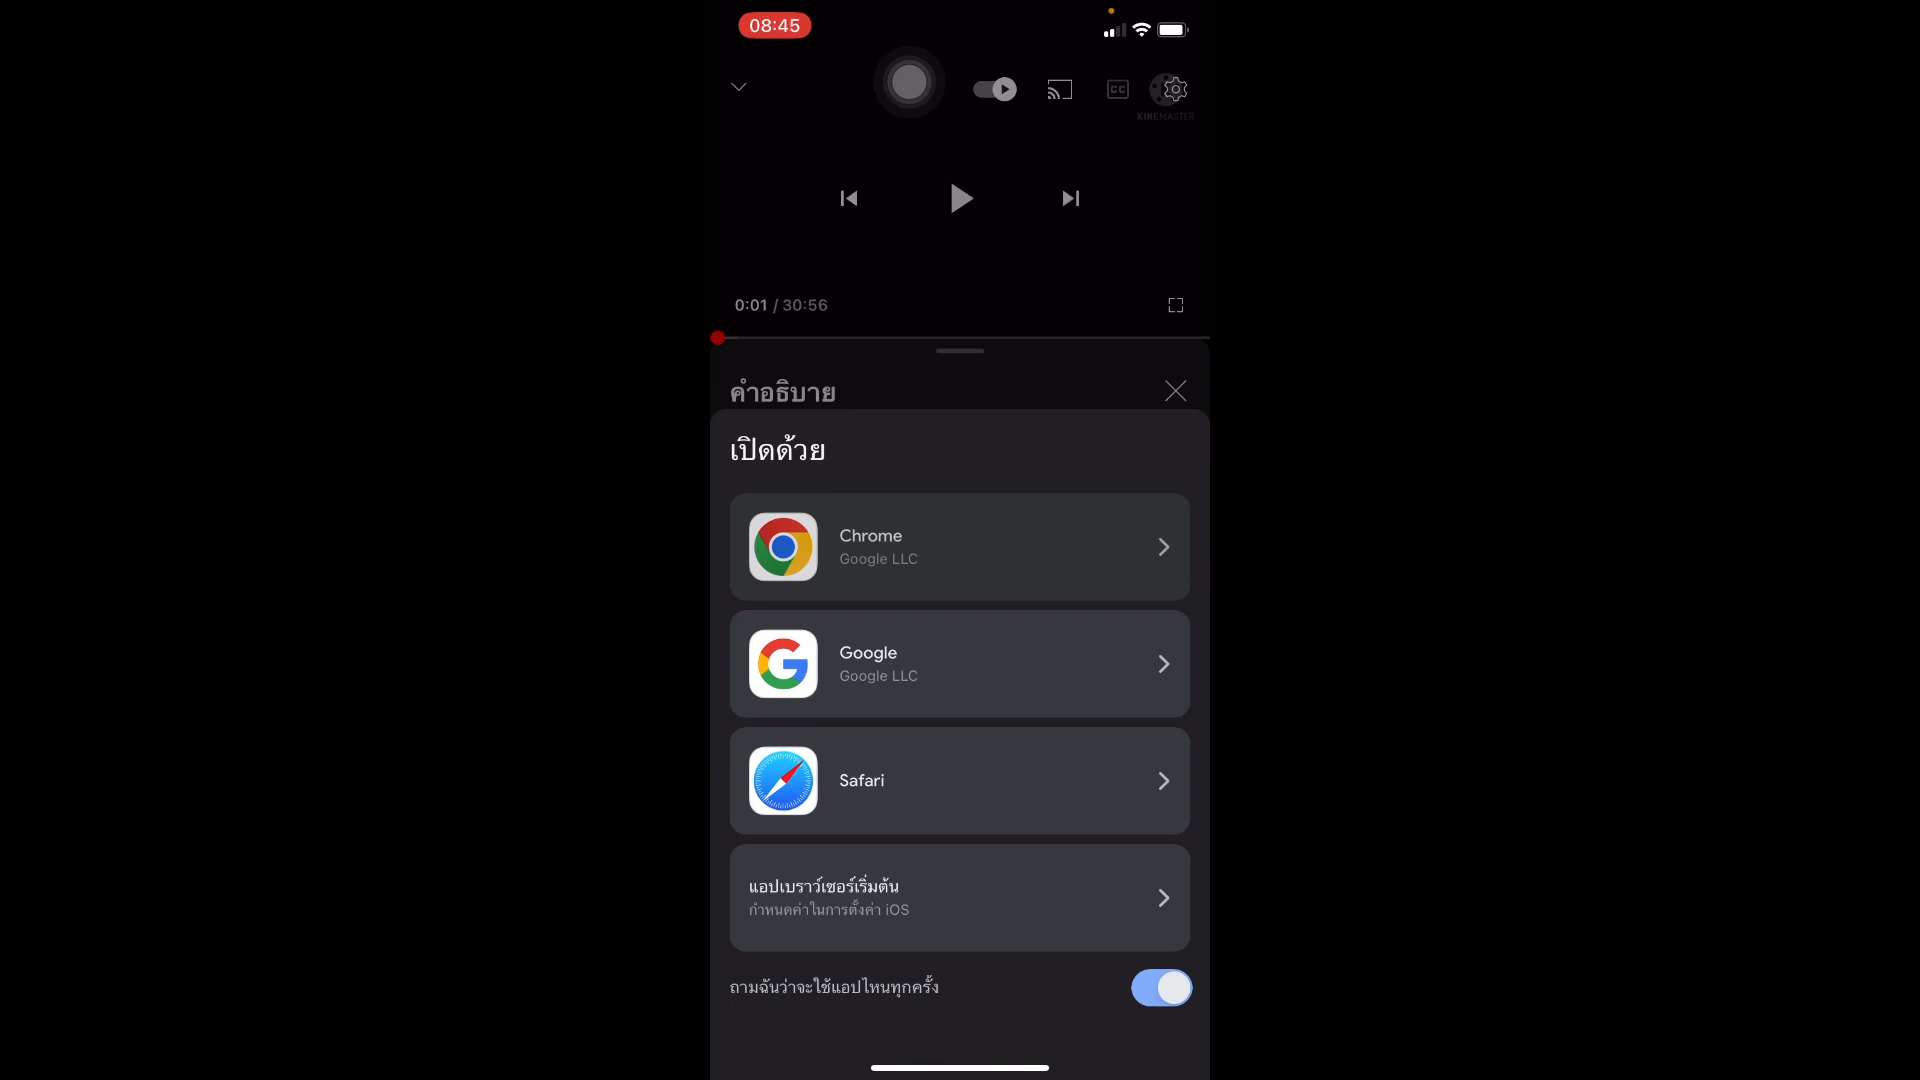 08:45
CC
KINEMASTER
0:01 / 30:56
คำอธิบาย
เปิดด้วย
Chrome
Google LLC
Google
Google LLC
Safari
แอปเบราว์เซอร์เริ่มต้น
กำหนดค่าในการตั้งค่า iOS
ถามฉันว่าจะใช้แอปไหนทุกครั้ง